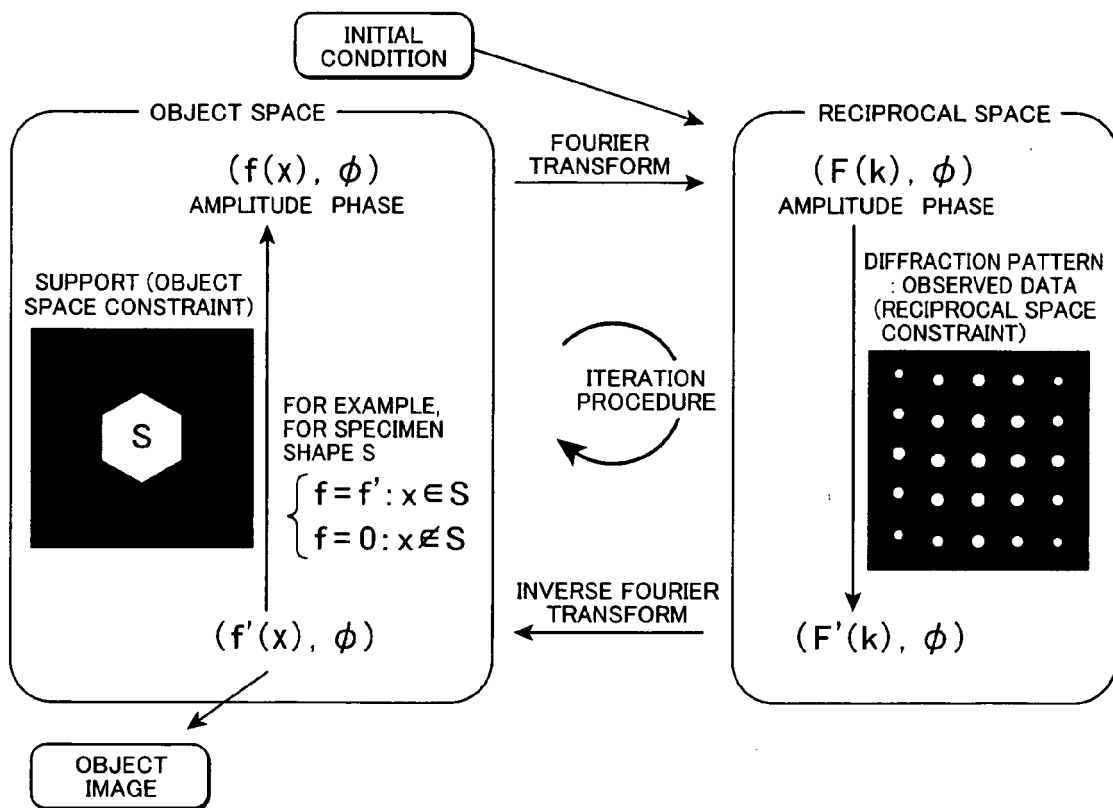 INITIAL
CONDITION
OBJECT SPACE
(f(x), ϕ)
AMPLITUDE PHASE
SUPPORT (OBJECT
SPACE CONSTRAINT)
S
FOR EXAMPLE,
FOR SPECIMEN
SHAPE S
f=f':x∈S
f=0:x∉S
(f'(x), ϕ)
OBJECT
IMAGE
FOURIER
TRANSFORM
ITERATION
PROCEDURE
INVERSE FOURIER
TRANSFORM
RECIPROCAL SPACE
(F(k), ϕ)
AMPLITUDE PHASE
DIFFRACTION PATTERN
: OBSERVED DATA
(RECIPROCAL SPACE
CONSTRAINT)
(F'(k), ϕ)